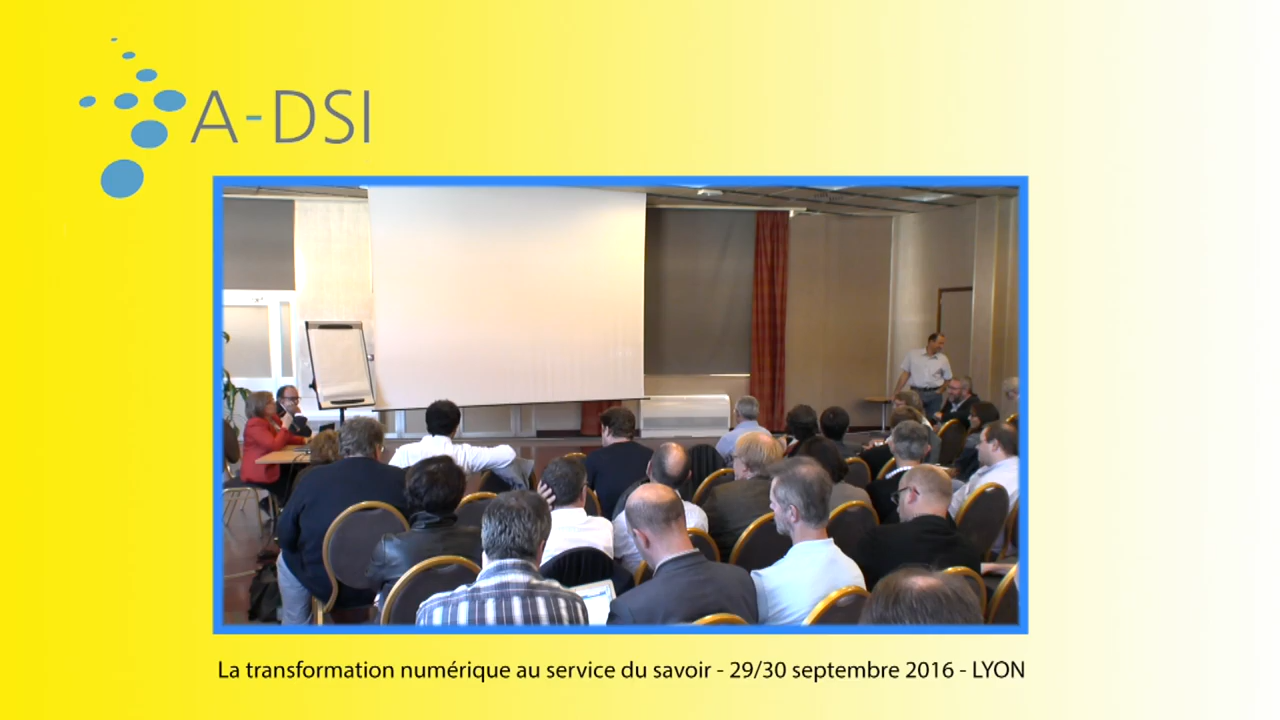 A-DSI
La transformation numérique au service du savoir - 29/30 septembre 2016 - LYON